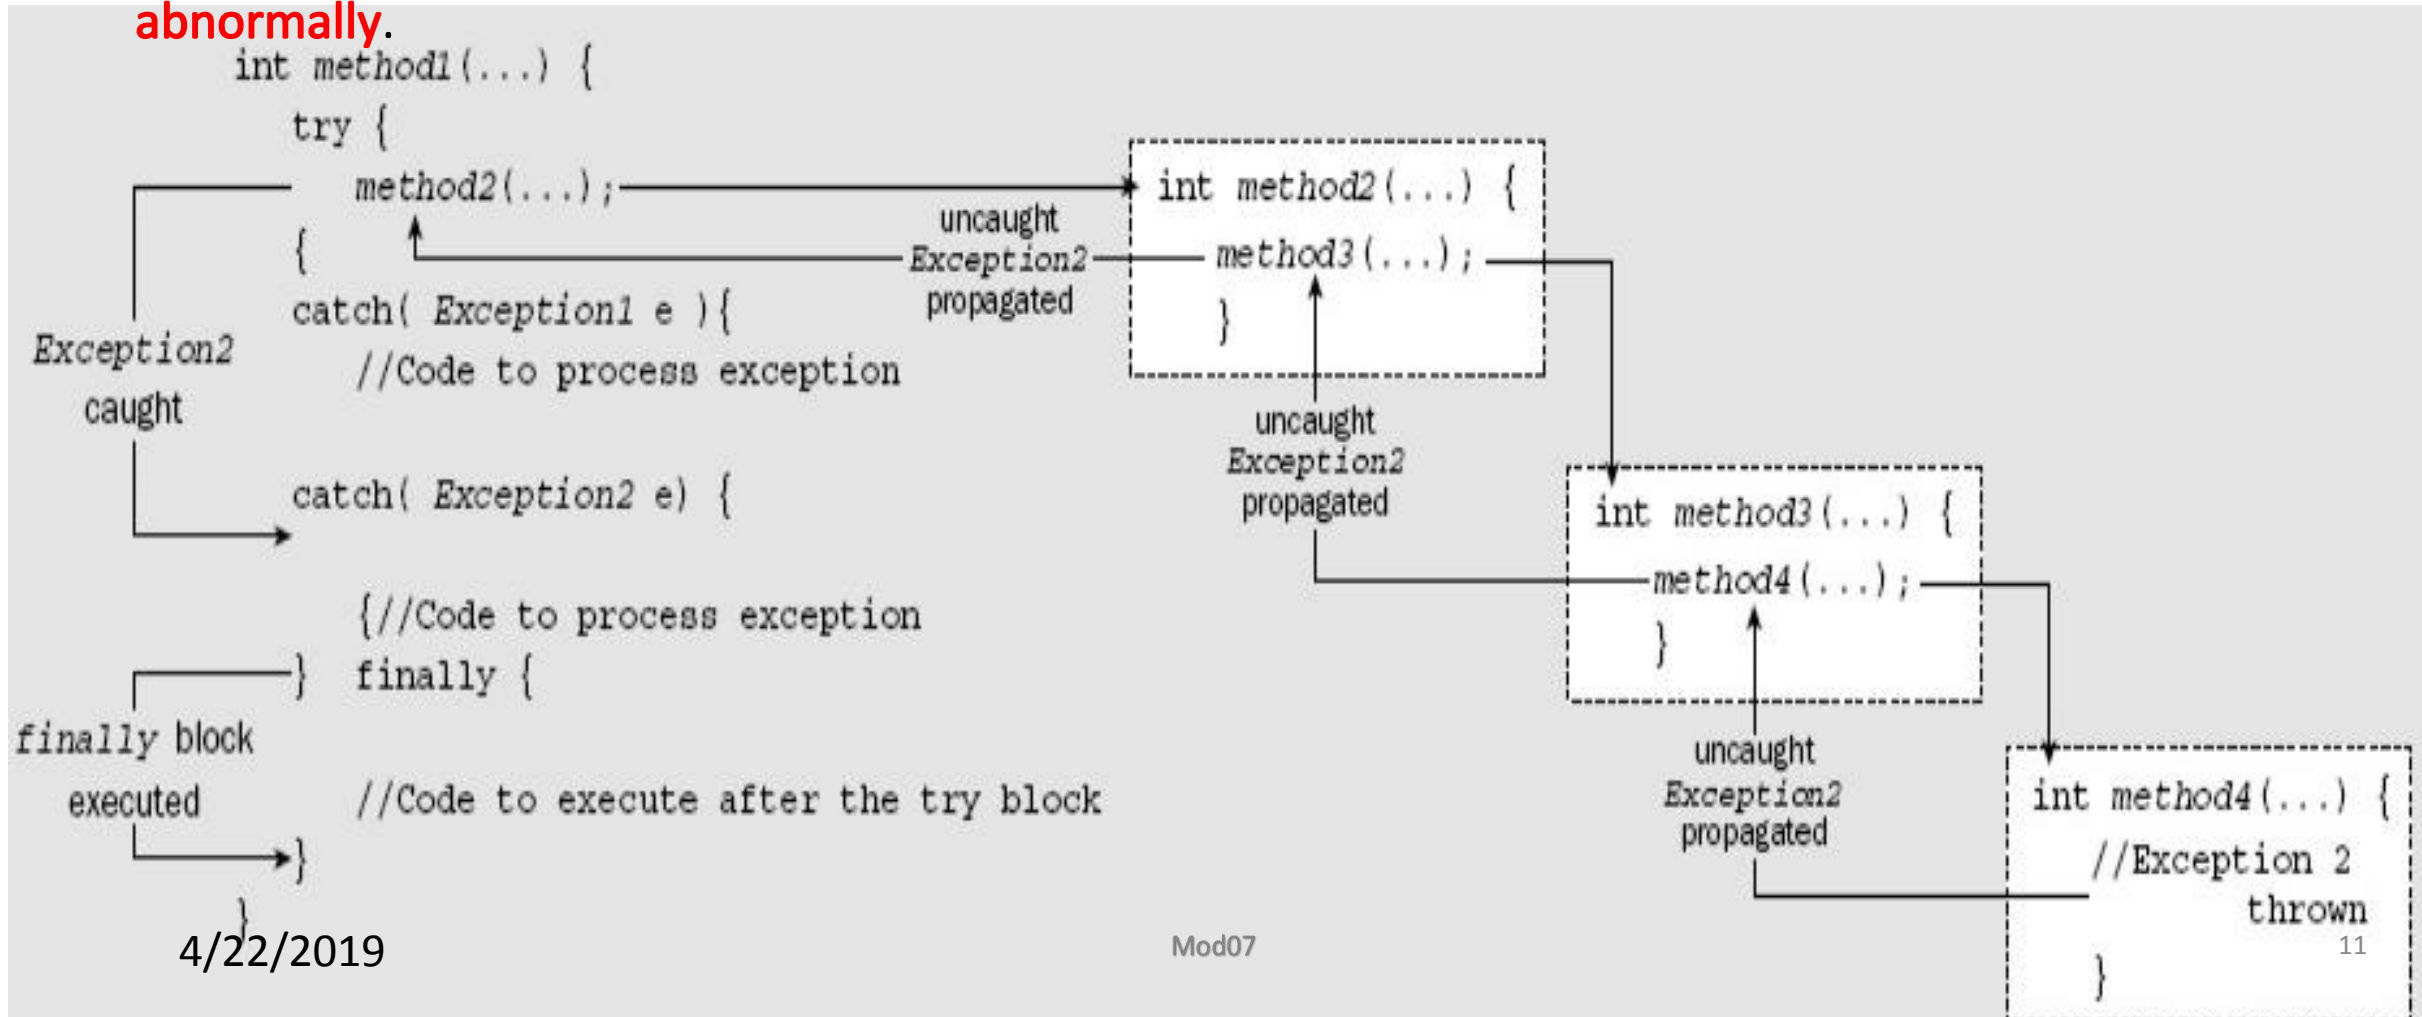 abnormally.
int method1(...) {
try {
method2(...);
{
catch( Exception1 e ){
//Code to process exception
catch( Exception2 e) {
{//Code to process exception
} finally {
//Code to execute after the try block
}
}
Exception2
caught
finally block
executed
uncaught
Exception2
propagated
int method2(...) {
method3(...);
}
uncaught
Exception2
propagated
int method3(...) {
method4(...);
}
uncaught
Exception2
propagated
int method4(...) {
//Exception 2
thrown
}
4/22/2019
Mod07
11